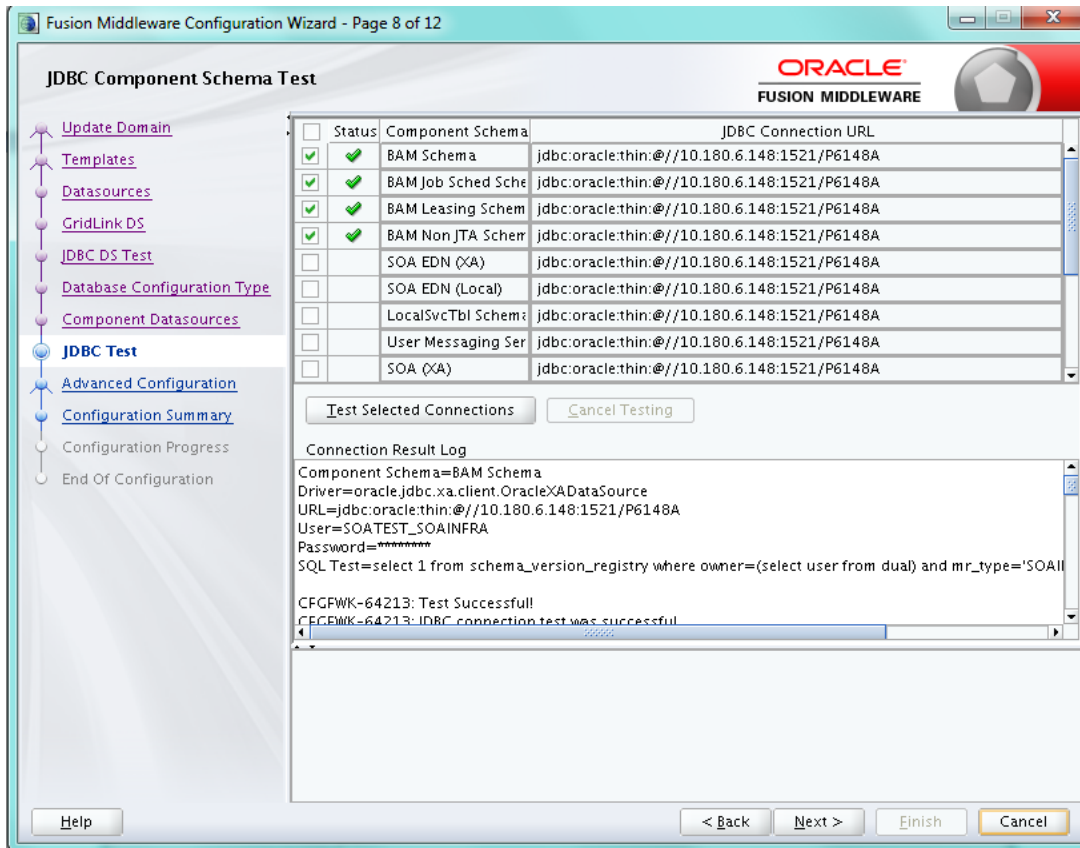 Fusion Middleware Configuration Wizard - Page 8 of 12
JDBC Component Schema Test
ORACLE
FUSION MIDDLEWARE
Update Domain
Templates
Datasources
GridLink DS
JDBC DS Test
Database Configuration Type
Component Datasources
JDBC Test
Advanced Configuration
Configuration Summary
Configuration Progress
End Of Configuration
Status Component Schema JDBC Connection URL
BAM Schema jdbc:oracle:thin:@//10.180.6.148:1521/P6148A
BAM Job Sched Sche jdbc:oracle:thin:@//10.180.6.148:1521/P6148A
BAM Leasing Schem jdbc:oracle:thin:@//10.180.6.148:1521/P6148A
BAM Non JTA Schem jdbc:oracle:thin:@//10.180.6.148:1521/P6148A
SOA EDN (XA) jdbc:oracle:thin:@//10.180.6.148:1521/P6148A
SOA EDN (Local) jdbc:oracle:thin:@//10.180.6.148:1521/P6148A
LocalSvcTbl Schema jdbc:oracle:thin:@//10.180.6.148:1521/P6148A
User Messaging Ser jdbc:oracle:thin:@//10.180.6.148:1521/P6148A
SOA (XA) jdbc:oracle:thin:@//10.180.6.148:1521/P6148A
Test Selected Connections Cancel Testing
Connection Result Log
Component Schema=BAM Schema
Driver=oracle.jdbc.xa.client.OracleXADataSource
URL=jdbc:oracle:thin:@//10.180.6.148:1521/P6148A
User=SOATEST_SOAINFRA
Password=********
SQL Test=select 1 from schema_version_registry where owner=(select user from dual) and mr_type='SOAI
CFGFWK-64213: Test Successful!
CFGFWK-64213: JDBC connection test was successful
Help < Back Next > Finish Cancel